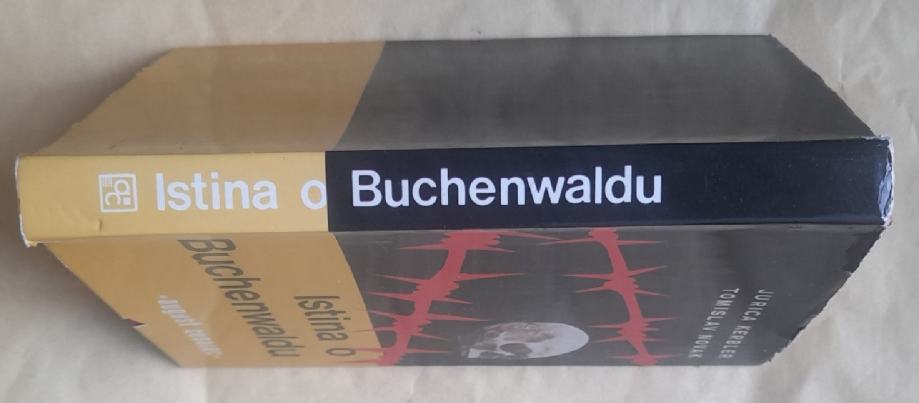 Istina o Buchenwaldu
JURICA KERBLER
TOMISLAV NOVAK
Istina o
Buchenwaldu